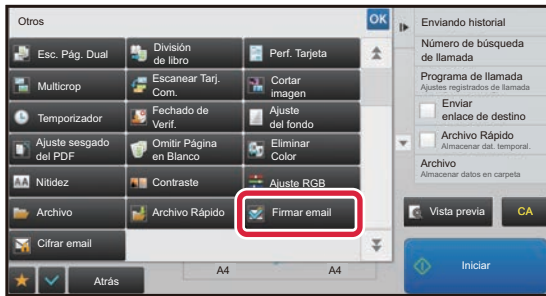 Otros
OK
Esc. Pág. Dual
División
de libro
Perf. Tarjeta
Multicrop
Escanear Tarj.
Com.
Cortar
imagen
Temporizador
Fechado de
Verif.
Ajuste
del fondo
Ajuste sesgado
del PDF
Omitir Página
en Blanco
Eliminar
Color
AA Nitidez
Contraste
Ajuste RGB
Archivo
Archivo Rápido
Firmar email
Cifrar email
Atrás
A4
A4
Enviando historial
Número de búsqueda
de llamada
Programa de llamada
Ajustes registrados de llamada
Enviar
enlace de destino
Archivo Rápido
Almacenar dat. temporal.
Archivo
Almacenar datos en carpeta
Vista previa
CA
Iniciar